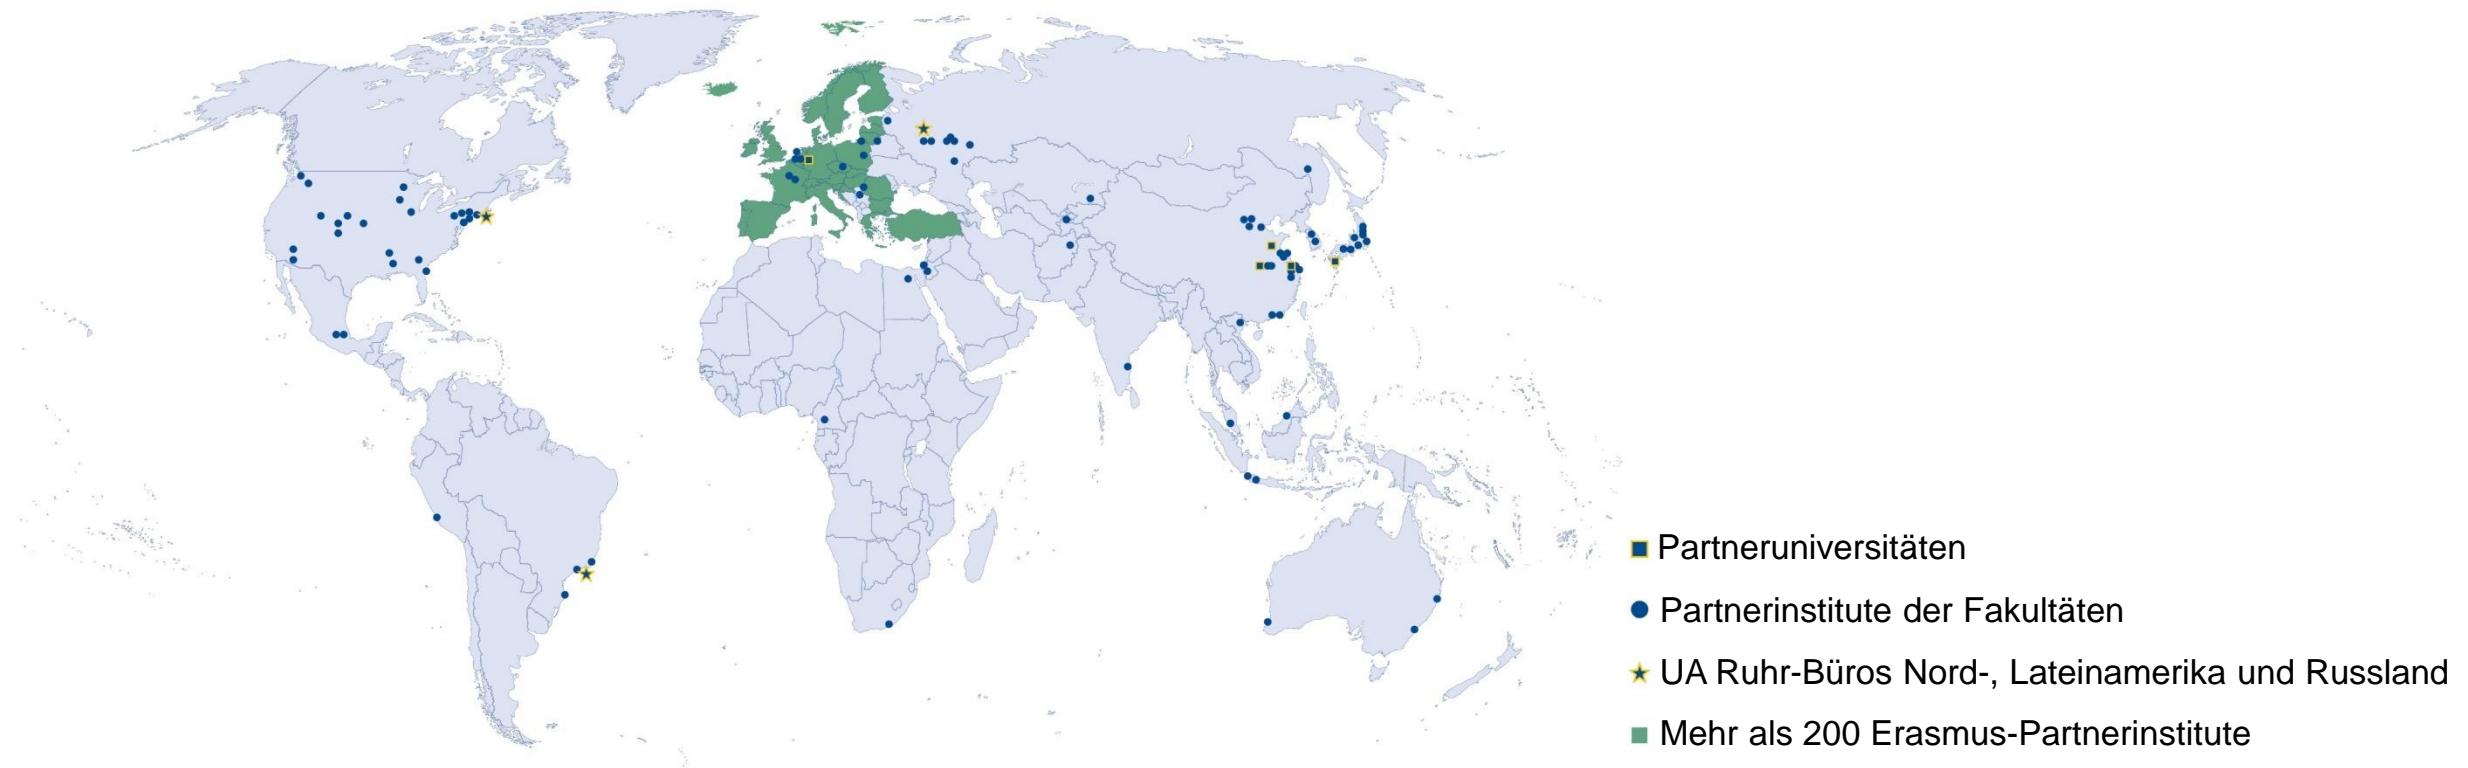 Partneruniversitäten
Partnerinstitute der Fakultäten
UA Ruhr-Büros Nord-, Lateinamerika und Russland
Mehr als 200 Erasmus-Partnerinstitute